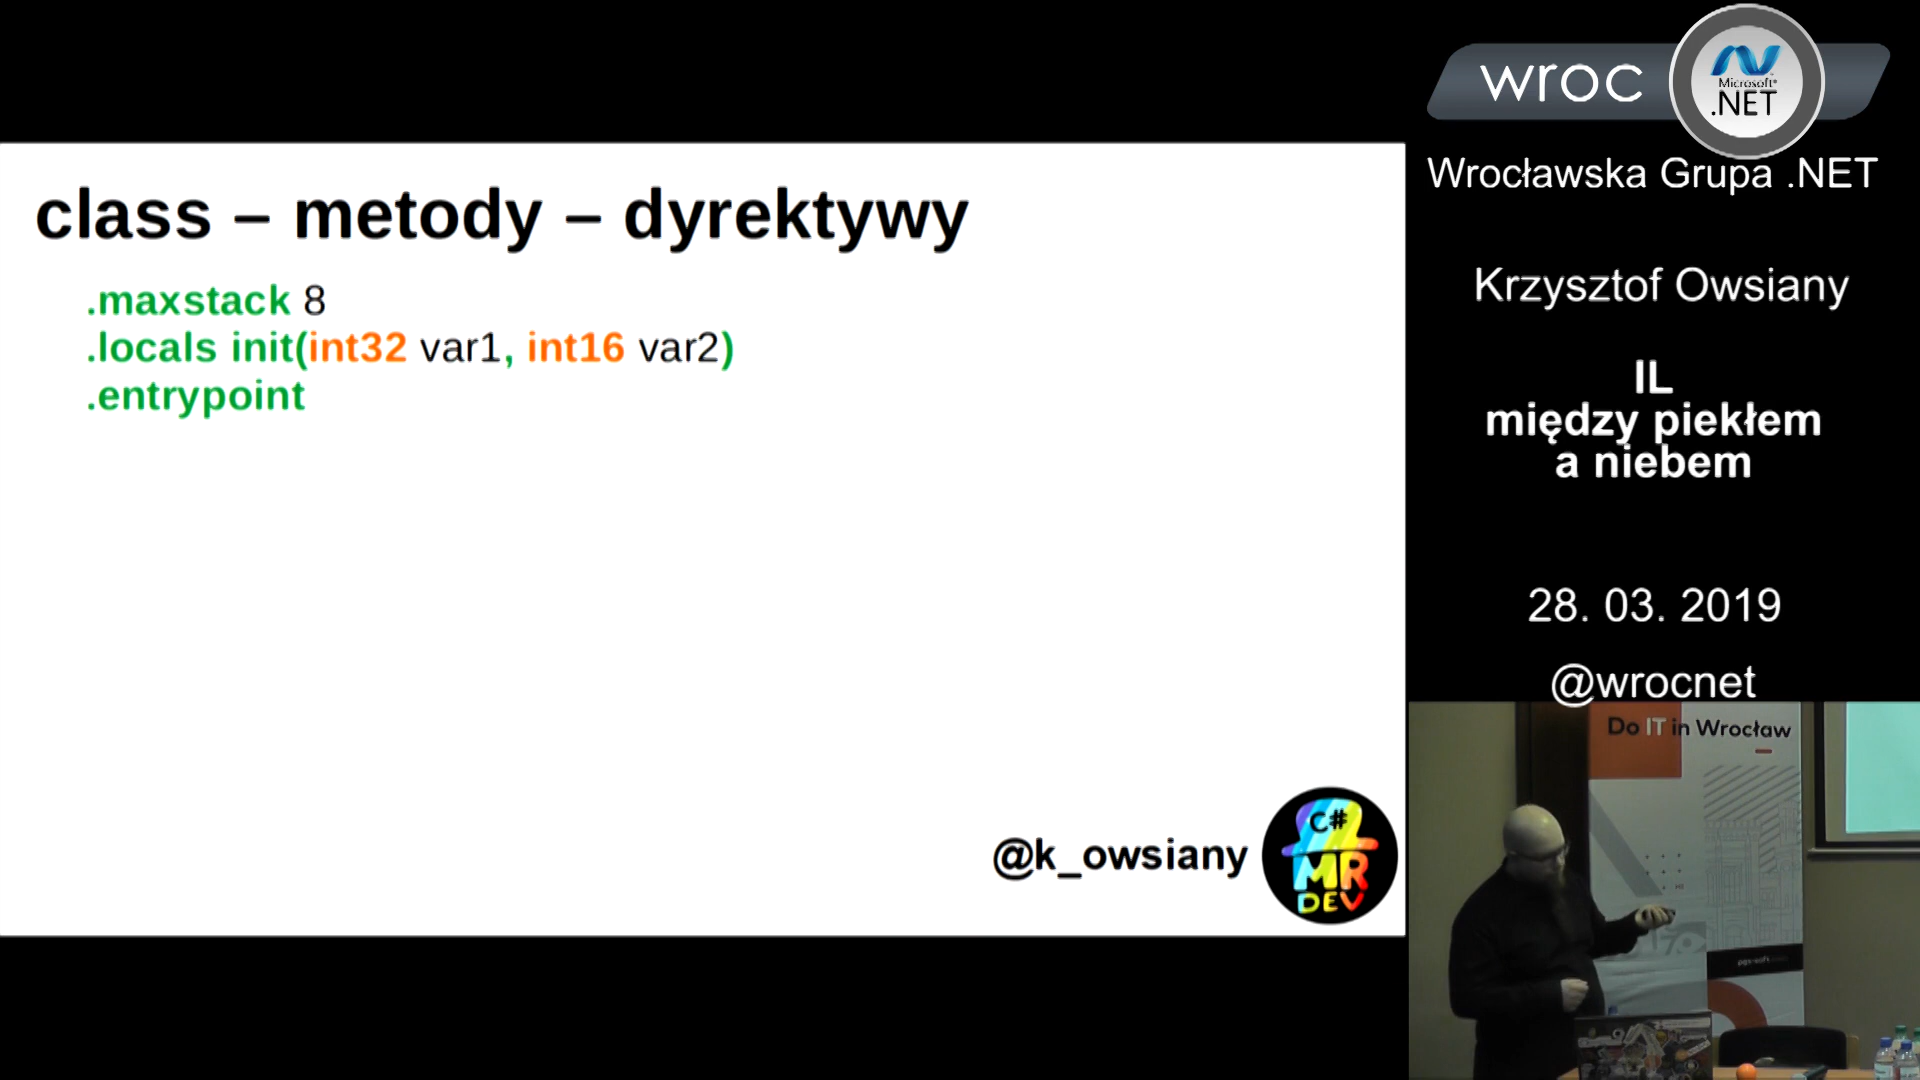 class – metody – dyrektywy
.maxstack 8
.locals init(int32 var1, int16 var2)
.entrypoint
@k_owsiany
C#
MR
DEV
wroc
Microsoft®
.NET
Wrocławska Grupa .NET
Krzysztof Owsiany
IL
między piekłem
a niebem
28. 03. 2019
@wrocnet
Do IT in Wrocław